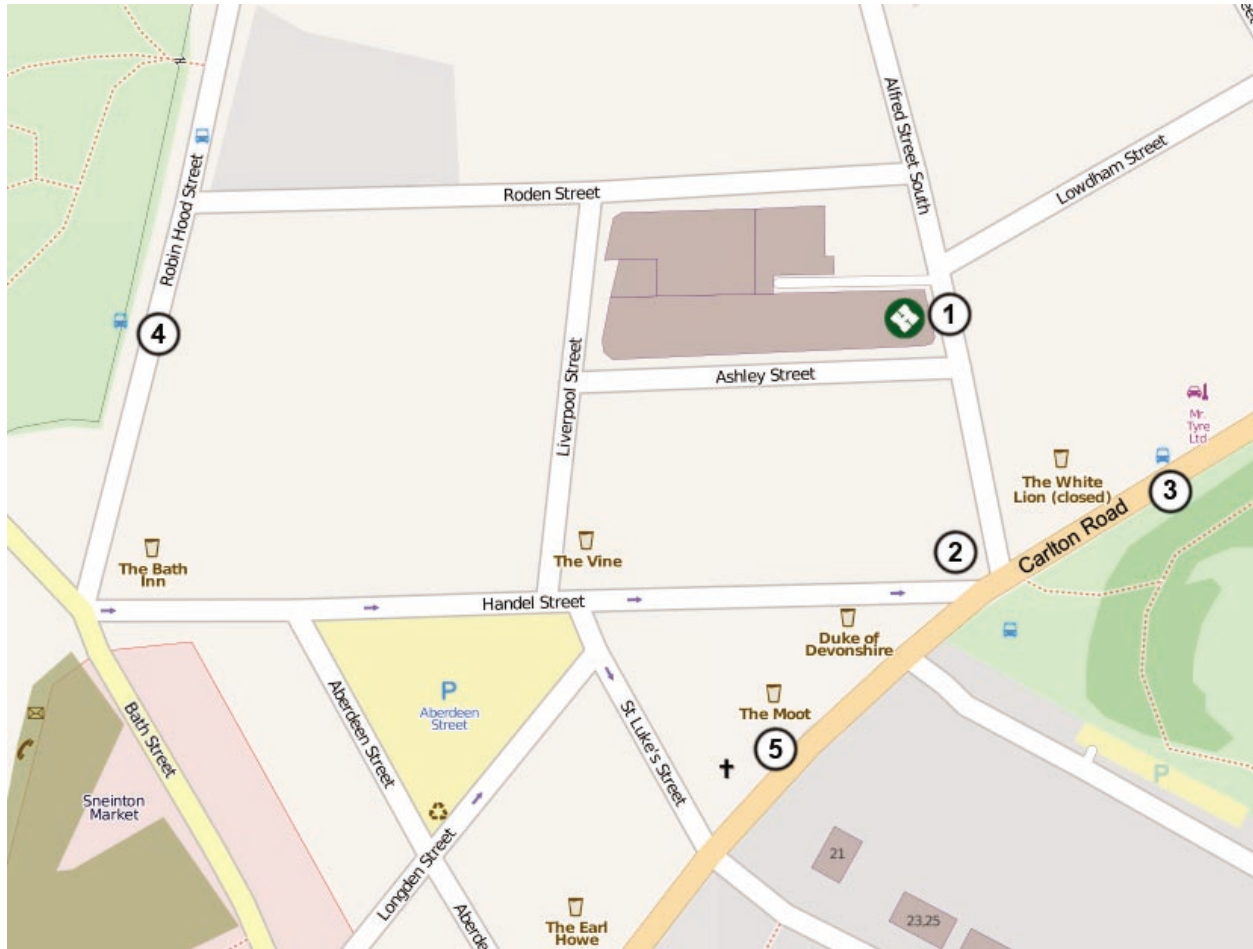 Alfred Street South
Lowdham Street
Robin Hood Street
Roden Street
1
4
Liverpool Street
Ashley Street
Mr.
Tyre
Ltd
The White
Lion (closed)
3
Carlton Road
2
The Bath
Inn
The Vine
Handel Street
Duke of
Devonshire
P
Aberdeen
Street
Aberdeen Street
St Luke's Street
The Moot
5
Bath Street
P
Sneinton
Market
Longden Street
21
Aberde
The Earl
Howe
23,25